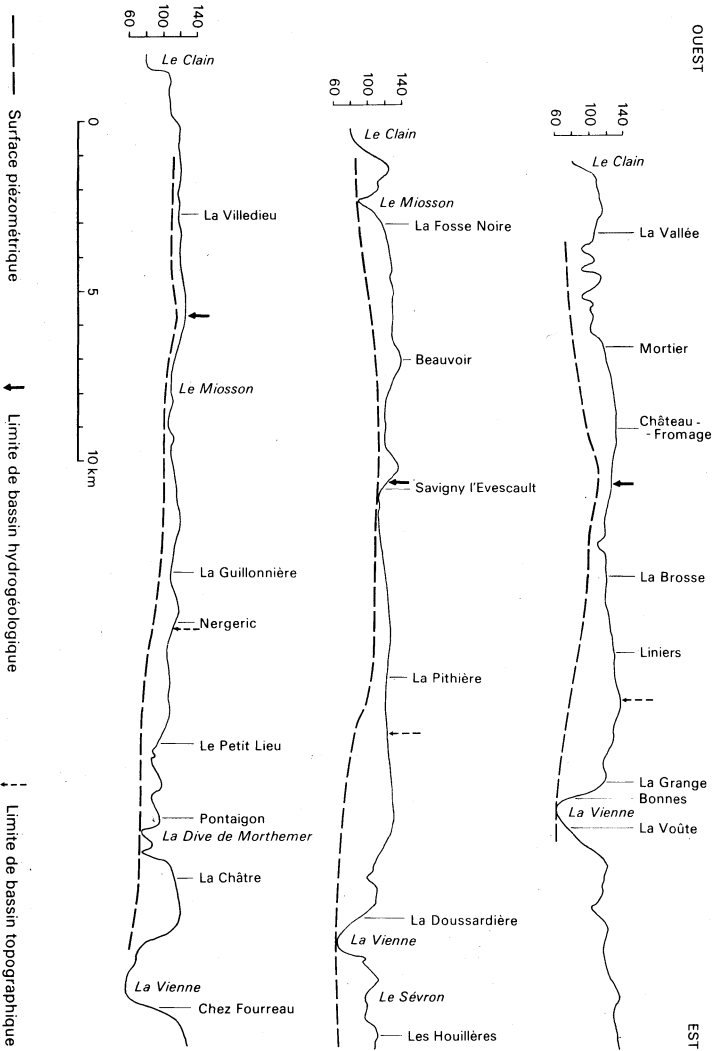 OUEST
EST
140
100
60
Le Clain
La Vallée
Mortier
Château -
- Fromage
La Brosse
Liniers
La Grange
Bonnes
La Vienne
La Voûte
140
100
60
Le Clain
Le Miosson
La Fosse Noire
Beauvoir
Savigny l'Evescault
La Pithière
La Doussardière
La Vienne
Le Sévron
Les Houillères
140
100
60
Le Clain
La Villedieu
Le Miosson
La Guillonnière
Nergeric
Le Petit Lieu
Pontaigon
La Dive de Morthemer
La Châtre
La Vienne
Chez Fourreau
0
5
10 km
Surface piézométrique
Limite de bassin hydrogéologique
Limite de bassin topographique